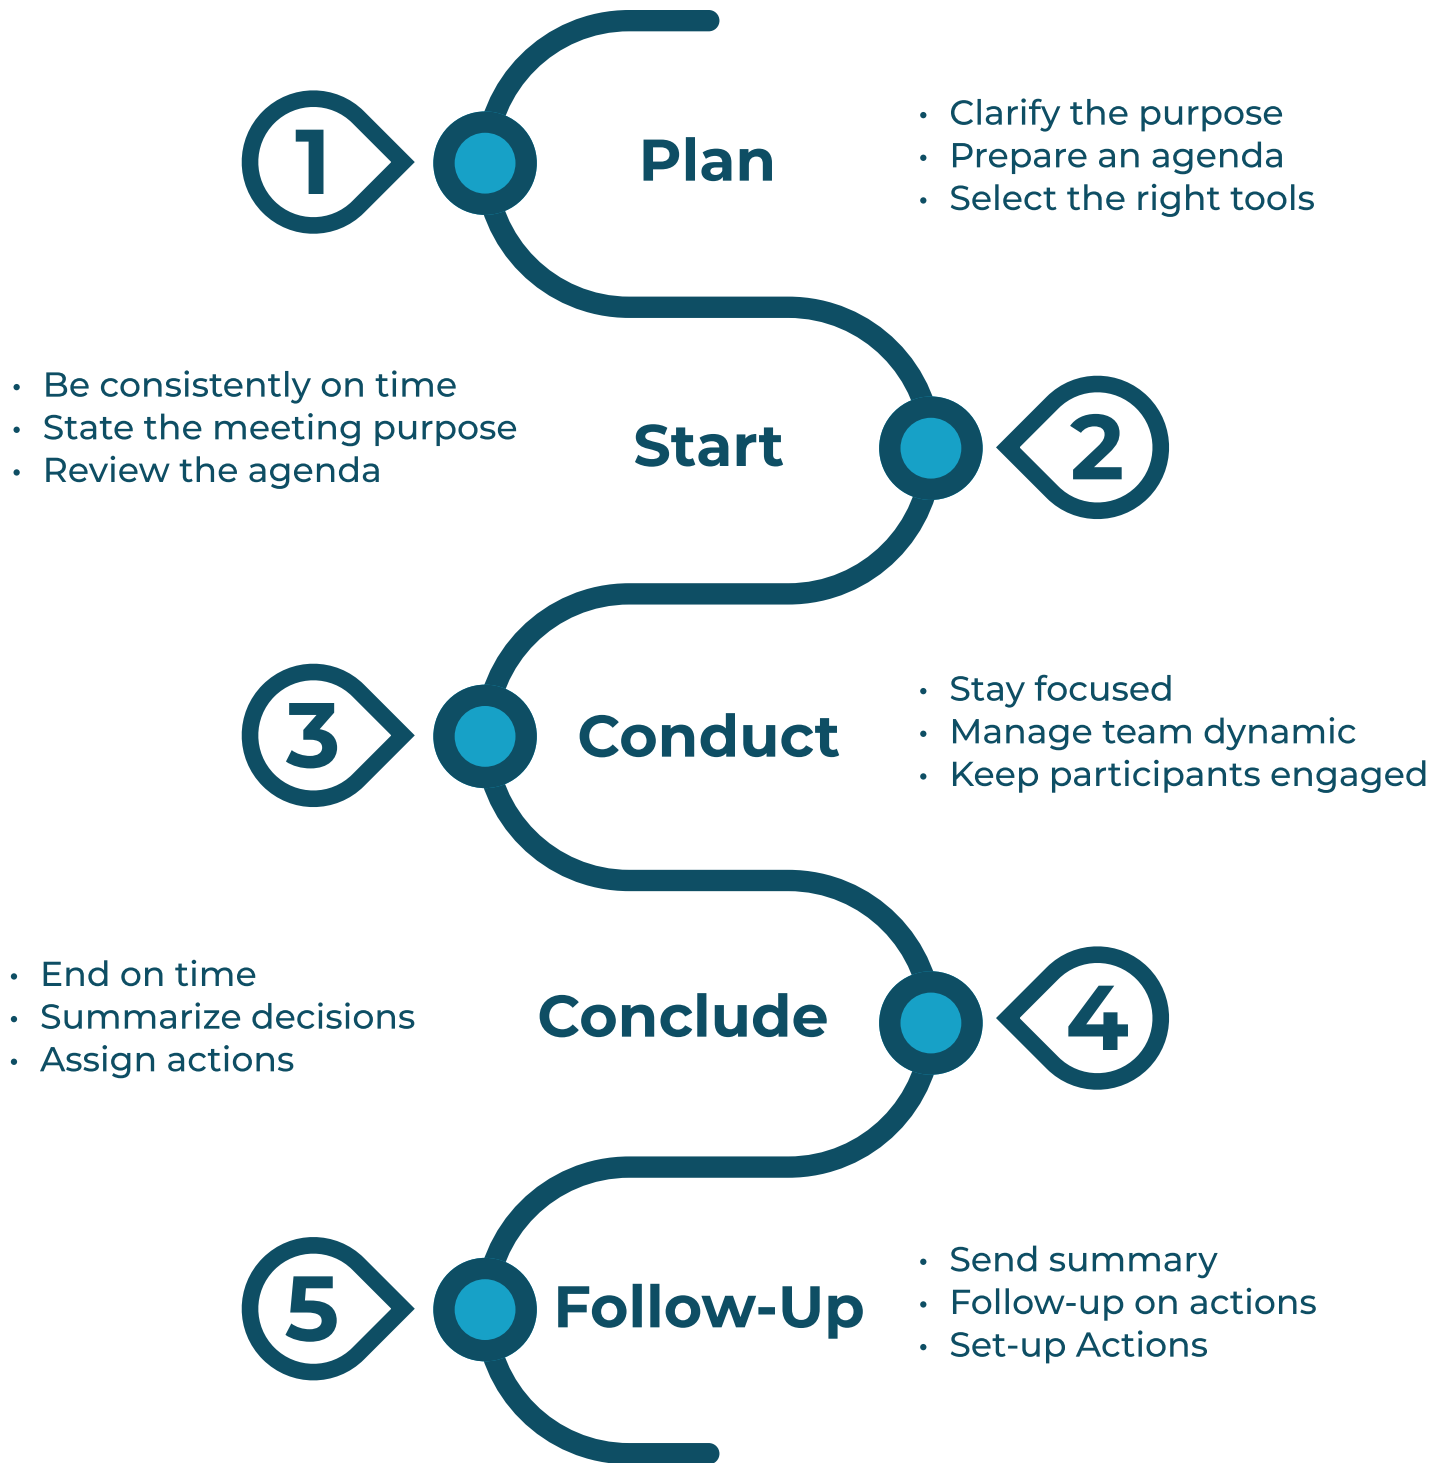 1
Plan
• Clarify the purpose
• Prepare an agenda
• Select the right tools
• Be consistently on time
• State the meeting purpose
• Review the agenda
Start
2
3
Conduct
• Stay focused
• Manage team dynamic
• Keep participants engaged
• End on time
• Summarize decisions
• Assign actions
Conclude
4
5
Follow-Up
• Send summary
• Follow-up on actions
• Set-up Actions